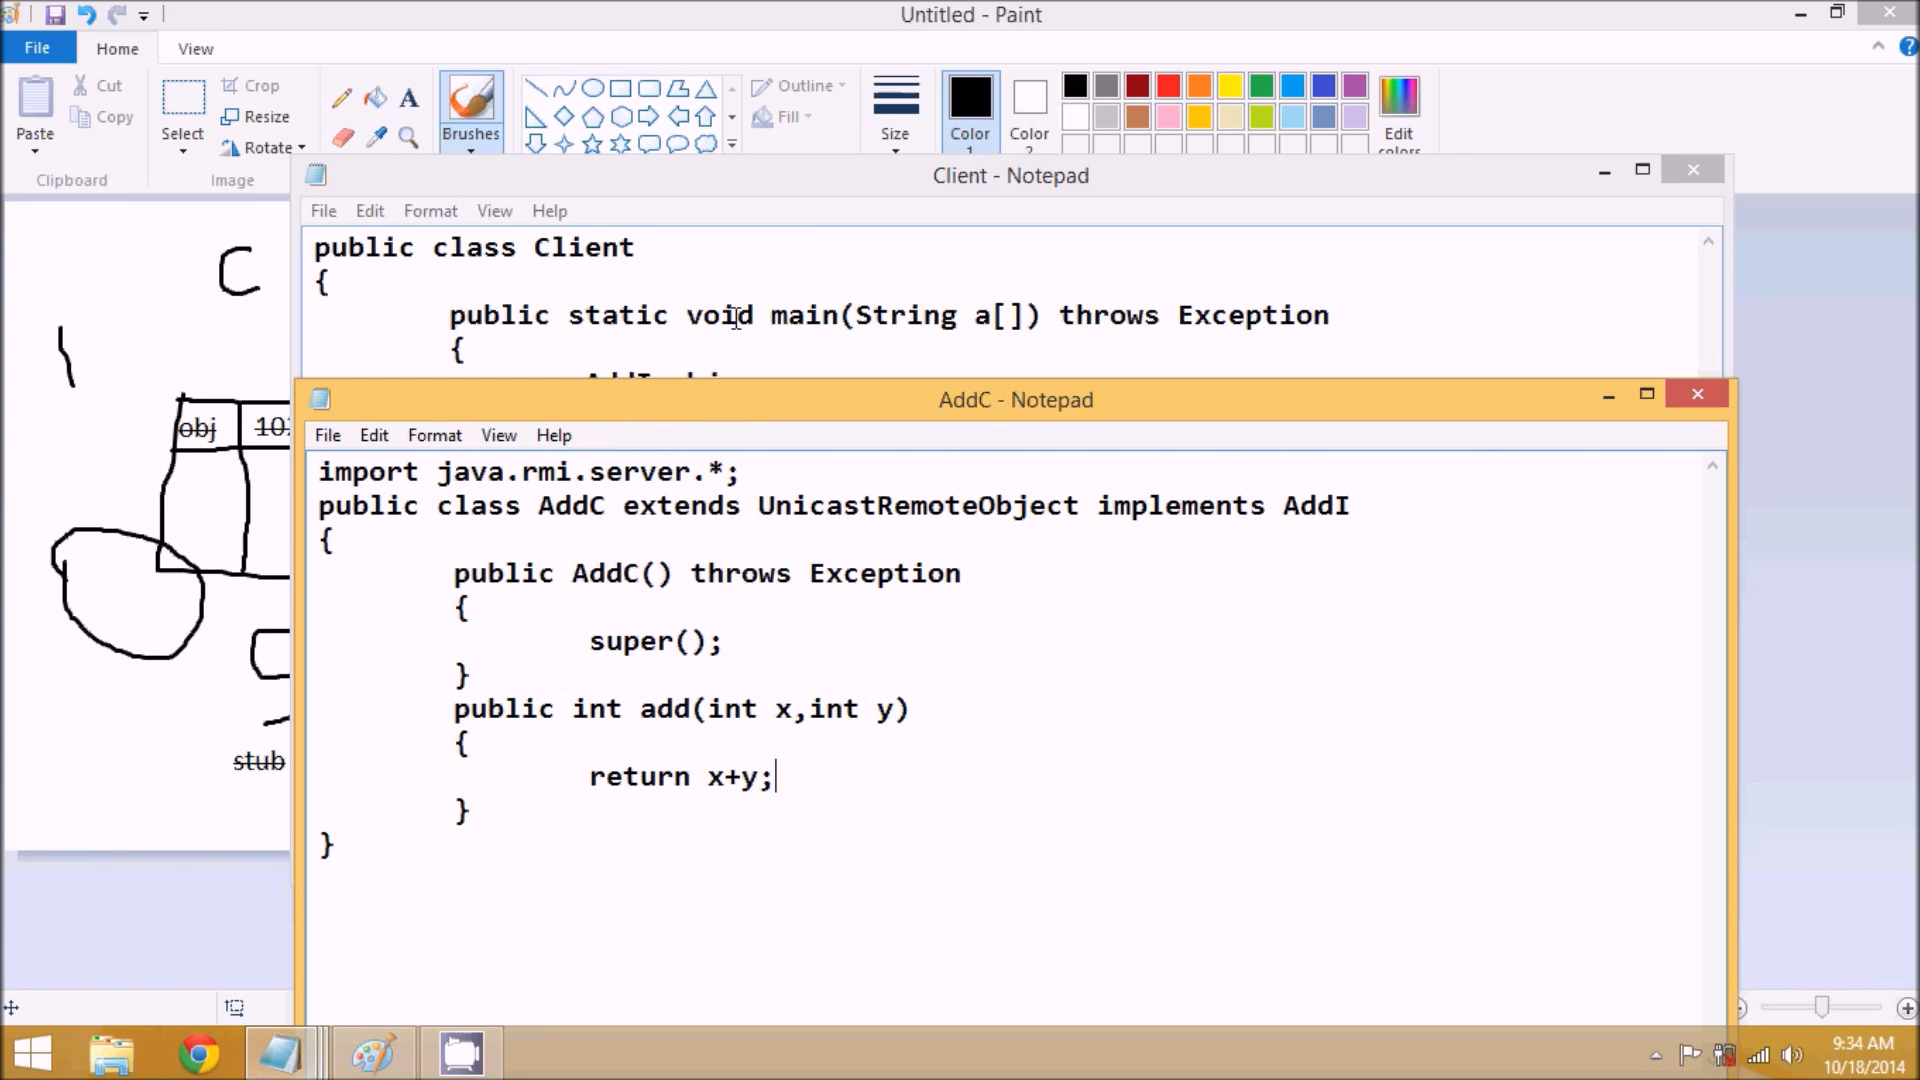 Untitled - Paint
File Home View
Paste
Cut
Copy
Clipboard
Select
Crop
Resize
Rotate
Image
A
Brushes
Outline
Fill
Size
Color
1
Color
2
Edit
colors
Client - Notepad
File Edit Format View Help
public class Client
{
public static void main(String a[]) throws Exception
{
C
obj
stub
AddC - Notepad
File Edit Format View Help
import java.rmi.server.*;
public class AddC extends UnicastRemoteObject implements AddI
{
public AddC() throws Exception
{
super();
}
public int add(int x,int y)
{
return x+y;
}
}
9:34 AM
10/18/2014